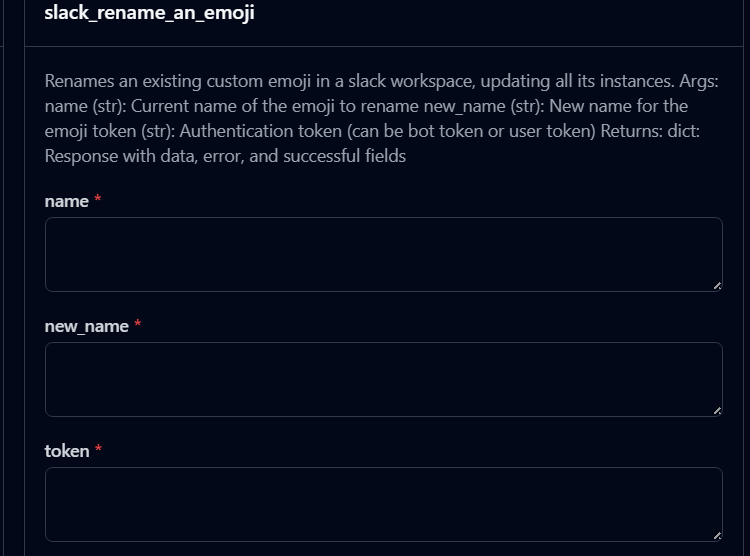 slack_rename_an_emoji
Renames an existing custom emoji in a slack workspace, updating all its instances. Args:
name (str): Current name of the emoji to rename new_name (str): New name for the
emoji token (str): Authentication token (can be bot token or user token) Returns: dict:
Response with data, error, and successful fields
name *
new_name *
token *